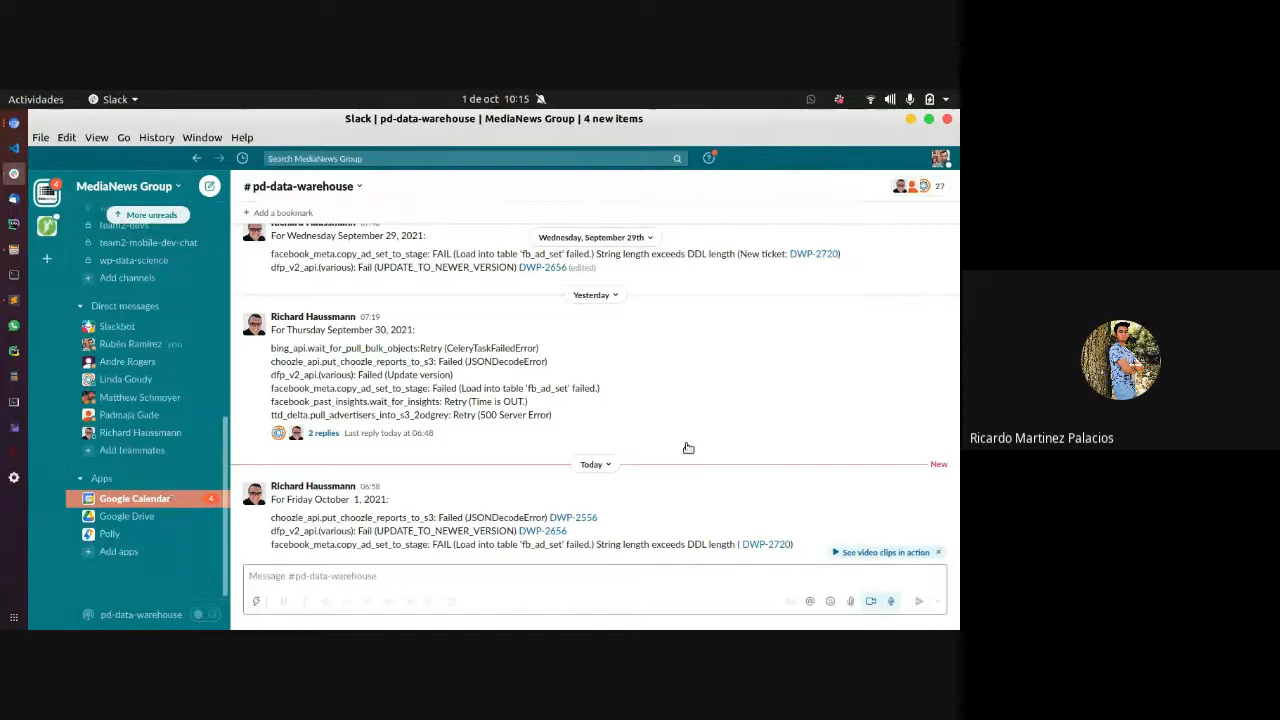 Actividades
Slack
1 de oct 10:15
Slack | pd-data-warehouse | MediaNews Group | 4 new items
File Edit View Go History Window Help
Search MediaNews Group
4
MediaNews Group
More unreads
team2-devs
team2-mobile-dev-chat
wp-data-science
Add channels
Direct messages
Slackbot
Rubén Ramírez you
Andre Rogers
Linda Goudy
Matthew Schmoyer
Padmaja Gade
Richard Haussmann
Add teammates
Apps
Google Calendar 4
Google Drive
Polly
Add apps
pd-data-warehouse
# pd-data-warehouse
27
+ Add a bookmark
Richard Haussmann
For Wednesday September 29, 2021:
Wednesday, September 29th
facebook_meta.copy_ad_set_to_stage: FAIL (Load into table 'fb_ad_set' failed.) String length exceeds DDL length (New ticket: DWP-2720)
dfp_v2_api.(various): Fail (UPDATE_TO_NEWER_VERSION) DWP-2656 (edited)
Yesterday
Richard Haussmann 07:19
For Thursday September 30, 2021:
bing_api.wait_for_pull_bulk_objects:Retry (CeleryTaskFailedError)
choozle_api.put_choozle_reports_to_s3: Failed (JSONDecodeError)
dfp_v2_api.(various): Failed (Update version)
facebook_meta.copy_ad_set_to_stage: Failed (Load into table 'fb_ad_set' failed.)
facebook_past_insights.wait_for_insights: Retry (Time is OUT.)
ttd_delta.pull_advertisers_into_s3_2odgrey: Retry (500 Server Error)
2 replies Last reply today at 06:48
Today
New
Richard Haussmann 06:58
For Friday October 1, 2021:
choozle_api.put_choozle_reports_to_s3: Failed (JSONDecodeError) DWP-2556
dfp_v2_api.(various): Fail (UPDATE_TO_NEWER_VERSION) DWP-2656
facebook_meta.copy_ad_set_to_stage: FAIL (Load into table 'fb_ad_set' failed.) String length exceeds DDL length ( DWP-2720)
See video clips in action
Message #pd-data-warehouse
Ricardo Martinez Palacios